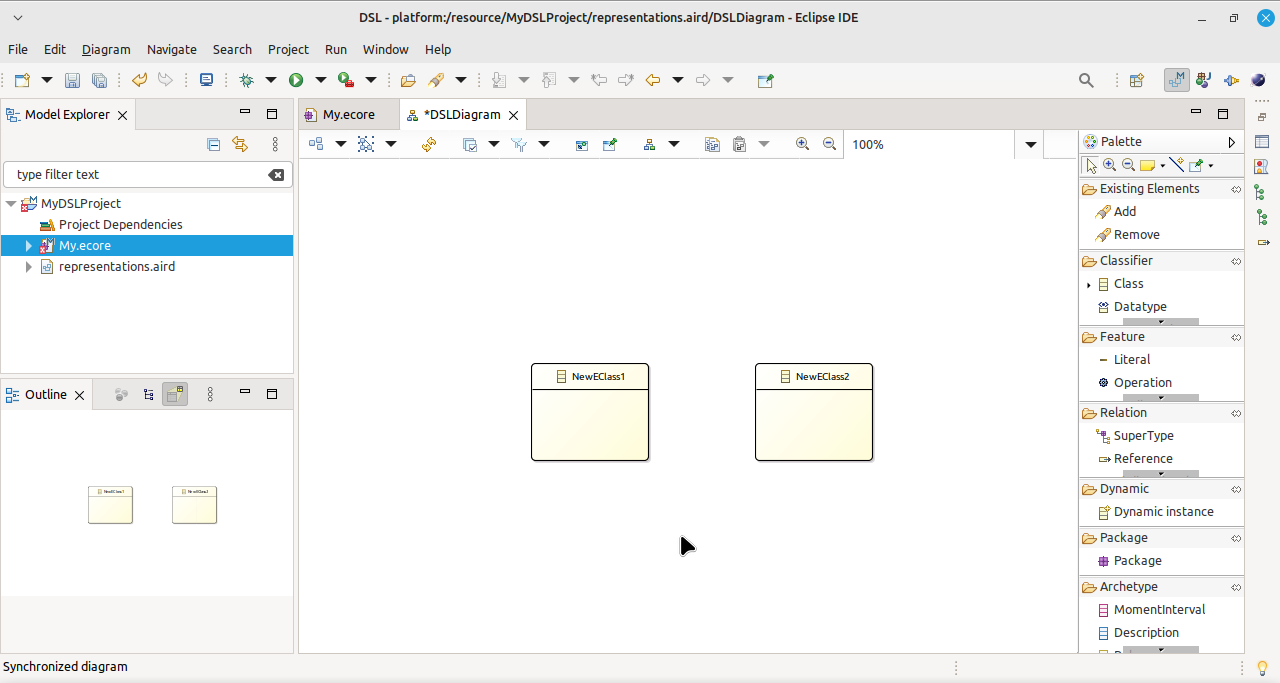 DSL - platform:/resource/MyDSLProject/representations.aird/DSLDiagram - Eclipse IDE
File Edit Diagram Navigate Search Project Run Window Help
Model Explorer
type filter text
MyDSLProject
Project Dependencies
My.ecore
representations.aird
Outline
NewEClass1
NewEClass2
My.ecore
*DSLDiagram
100%
NewEClass1
NewEClass2
Palette
Existing Elements
Add
Remove
Classifier
Class
Datatype
Feature
Literal
Operation
Relation
SuperType
Reference
Dynamic
Dynamic instance
Package
Package
Archetype
MomentInterval
Description
Synchronized diagram